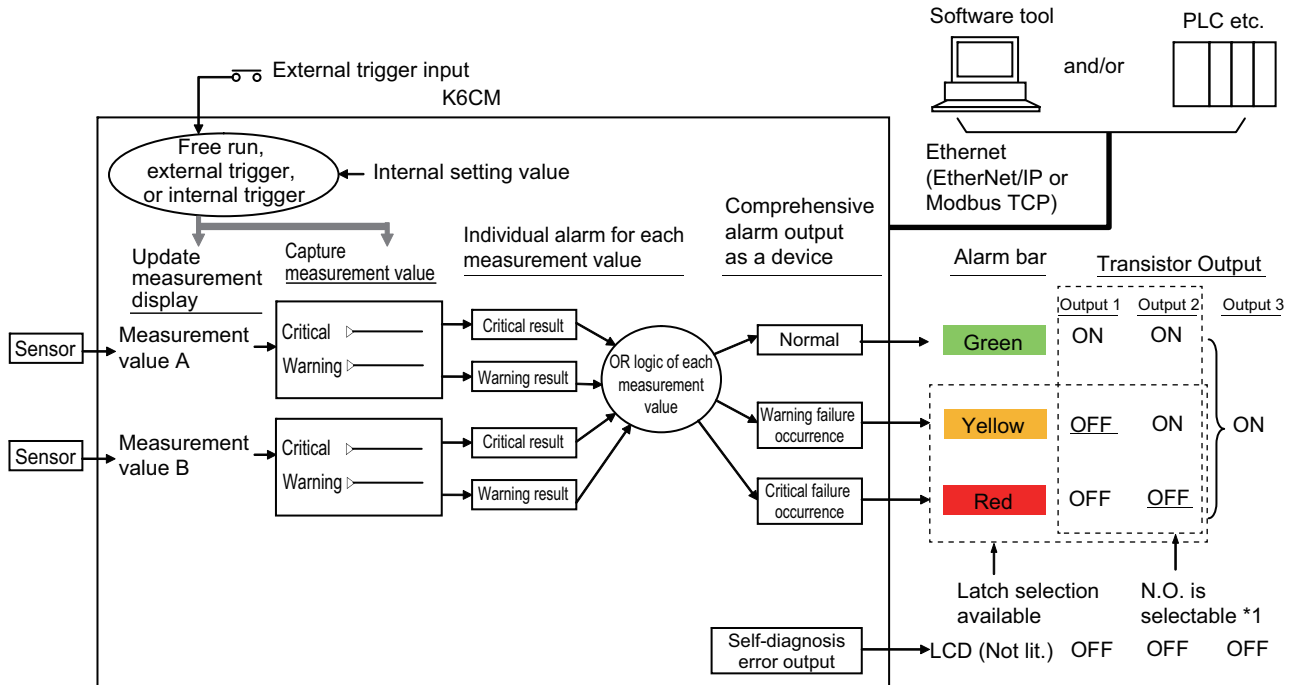 Software tool
PLC etc.
and/or
External trigger input
K6CM
Free run,
external trigger,
or internal trigger
Internal setting value
Ethernet
(EtherNet/IP or
Modbus TCP)
Update
measurement
display
Capture
measurement value
Individual alarm for each
measurement value
Comprehensive
alarm output
as a device
Alarm bar
Transistor Output
Output 1
Output 2
Output 3
Sensor
Measurement
value A
Critical
Warning
Critical result
Warning result
OR logic of each
measurement
value
Normal
Green
ON
ON
Warning failure
occurrence
Yellow
OFF
ON
ON
Sensor
Measurement
value B
Critical
Warning
Critical result
Warning result
Critical failure
occurrence
Red
OFF
OFF
Latch selection
available
N.O. is
selectable *1
Self-diagnosis
error output
LCD (Not lit.)
OFF
OFF
OFF